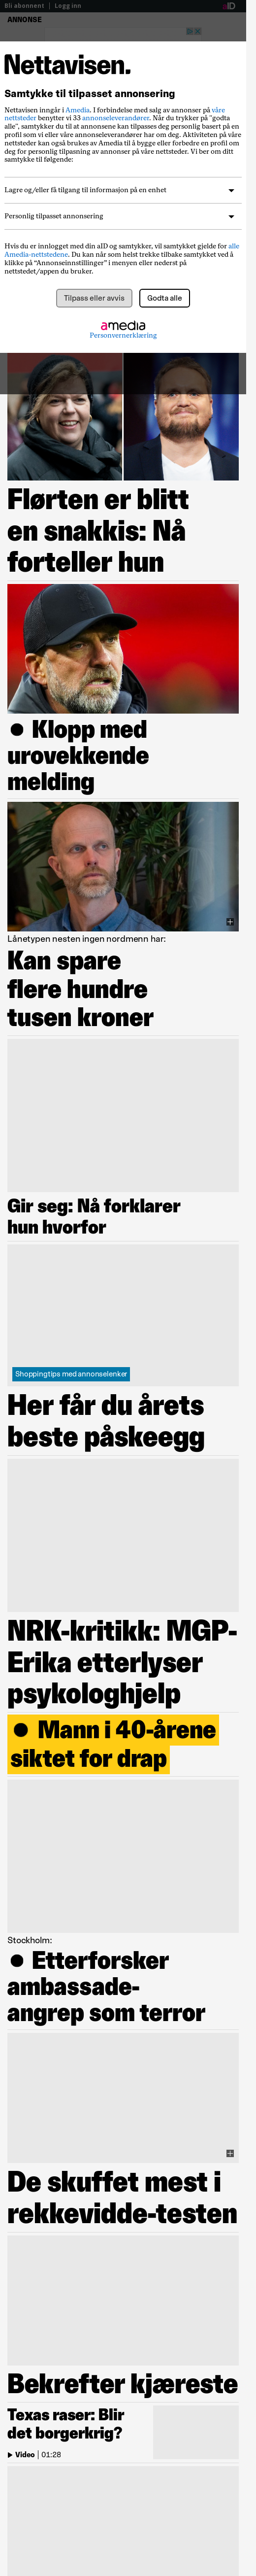 Bli abonnent | Logg inn
aID
ANNONSE
Nettavisen.
Samtykke til tilpasset annonsering
Nettavisen inngår i Amedia. I forbindelse med salg av annonser på våre
nettsteder benytter vi 33 annonseleverandører. Når du trykker på "godta
alle", samtykker du til at annonsene kan tilpasses deg personlig basert på en
profil som vi eller våre annonseleverandører har om deg. Aktiviteten på våre
nettsteder kan også brukes av Amedia til å bygge eller forbedre en profil om
deg for personlig tilpasning av annonser på våre nettsteder. Vi ber om ditt
samtykke til følgende:
Lagre og/eller få tilgang til informasjon på en enhet
Personlig tilpasset annonsering
Hvis du er innlogget med din aID og samtykker, vil samtykket gjelde for alle
Amedia-nettstedene. Du kan når som helst trekke tilbake samtykket ved å
klikke på “Annonseinnstillinger” i menyen eller nederst på
nettstedet/appen du bruker.
Tilpass eller avvis
Godta alle
amedia
Personvernerklæring
Flørten er blitt
en snakkis: Nå
forteller hun
● Klopp med
urovekkende
melding
Lånetypen nesten ingen nordmenn har:
Kan spare
flere hundre
tusen kroner
Gir seg: Nå forklarer
hun hvorfor
Shoppingtips med annonselenker
Her får du årets
beste påskeegg
NRK-kritikk: MGP-
Erika etterlyser
psykologhjelp
● Mann i 40-årene
siktet for drap
Stockholm:
● Etterforsker
ambassade-
angrep som terror
De skuffet mest i
rekkevidde-testen
Bekrefter kjæreste
Texas raser: Blir
det borgerkrig?
Video | 01:28